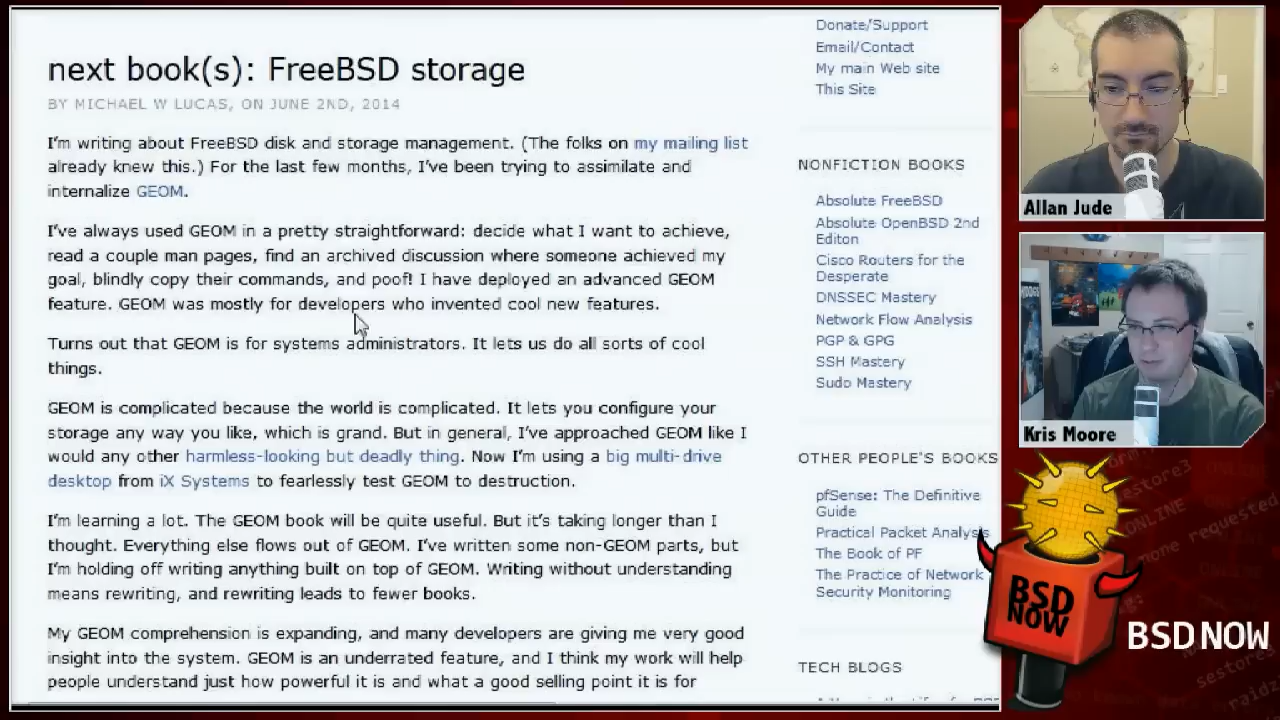 next book(s): FreeBSD storage
BY MICHAEL W LUCAS, ON JUNE 2ND, 2014
I'm writing about FreeBSD disk and storage management. (The folks on my mailing list
already knew this.) For the last few months, I've been trying to assimilate and
internalize GEOM.
I've always used GEOM in a pretty straightforward: decide what I want to achieve,
read a couple man pages, find an archived discussion where someone achieved my
goal, blindly copy their commands, and poof! I have deployed an advanced GEOM
feature. GEOM was mostly for developers who invented cool new features.
Turns out that GEOM is for systems administrators. It lets us do all sorts of cool
things.
GEOM is complicated because the world is complicated. It lets you configure your
storage any way you like, which is grand. But in general, I've approached GEOM like I
would any other harmless-looking but deadly thing. Now I'm using a big multi-drive
desktop from iX Systems to fearlessly test GEOM to destruction.
I'm learning a lot. The GEOM book will be quite useful. But it's taking longer than I
thought. Everything else flows out of GEOM. I've written some non-GEOM parts, but
I'm holding off writing anything built on top of GEOM. Writing without understanding
means rewriting, and rewriting leads to fewer books.
My GEOM comprehension is expanding, and many developers are giving me very good
insight into the system. GEOM is an underrated feature, and I think my work will help
people understand just how powerful it is and what a good selling point it is for
Donate/Support
Email/Contact
My main Web site
This Site
NONFICTION BOOKS
Absolute FreeBSD
Absolute OpenBSD 2nd
Editon
Cisco Routers for the
Desperate
DNSSEC Mastery
Network Flow Analysis
PGP & GPG
SSH Mastery
Sudo Mastery
OTHER PEOPLE'S BOOKS
pfSense: The Definitive
Guide
Practical Packet Analysis
The Book of PF
The Practice of Network
Security Monitoring
TECH BLOGS
Allan Jude
Kris Moore
BSD
NOW
BSD NOW